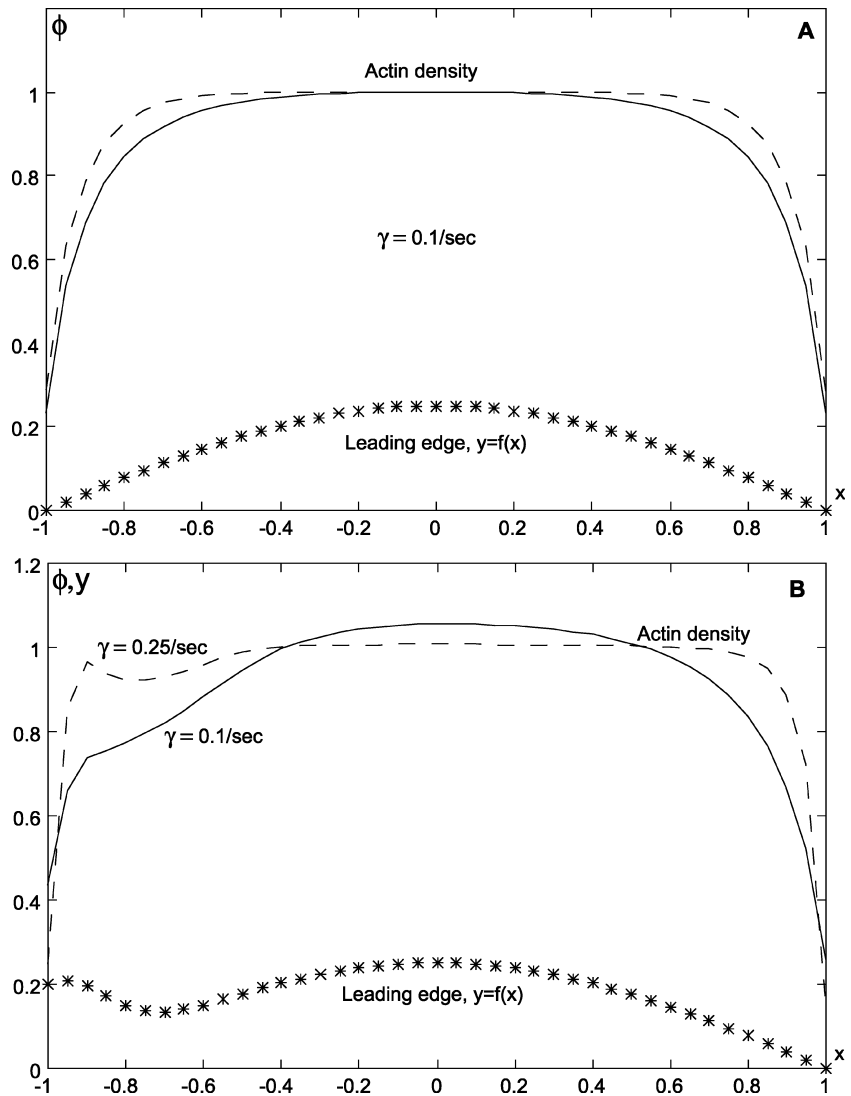 ϕ
A
Actin density
1
0.8
γ = 0.1/sec
0.6
0.4
0.2
Leading edge, y=f(x)
x
0
-1 -0.8 -0.6 -0.4 -0.2 0 0.2 0.4 0.6 0.8 1
1.2
ϕ,y
B
γ = 0.25/sec
Actin density
1
0.8
γ = 0.1/sec
0.6
0.4
0.2
Leading edge, y=f(x)
x
0
-1 -0.8 -0.6 -0.4 -0.2 0 0.2 0.4 0.6 0.8 1